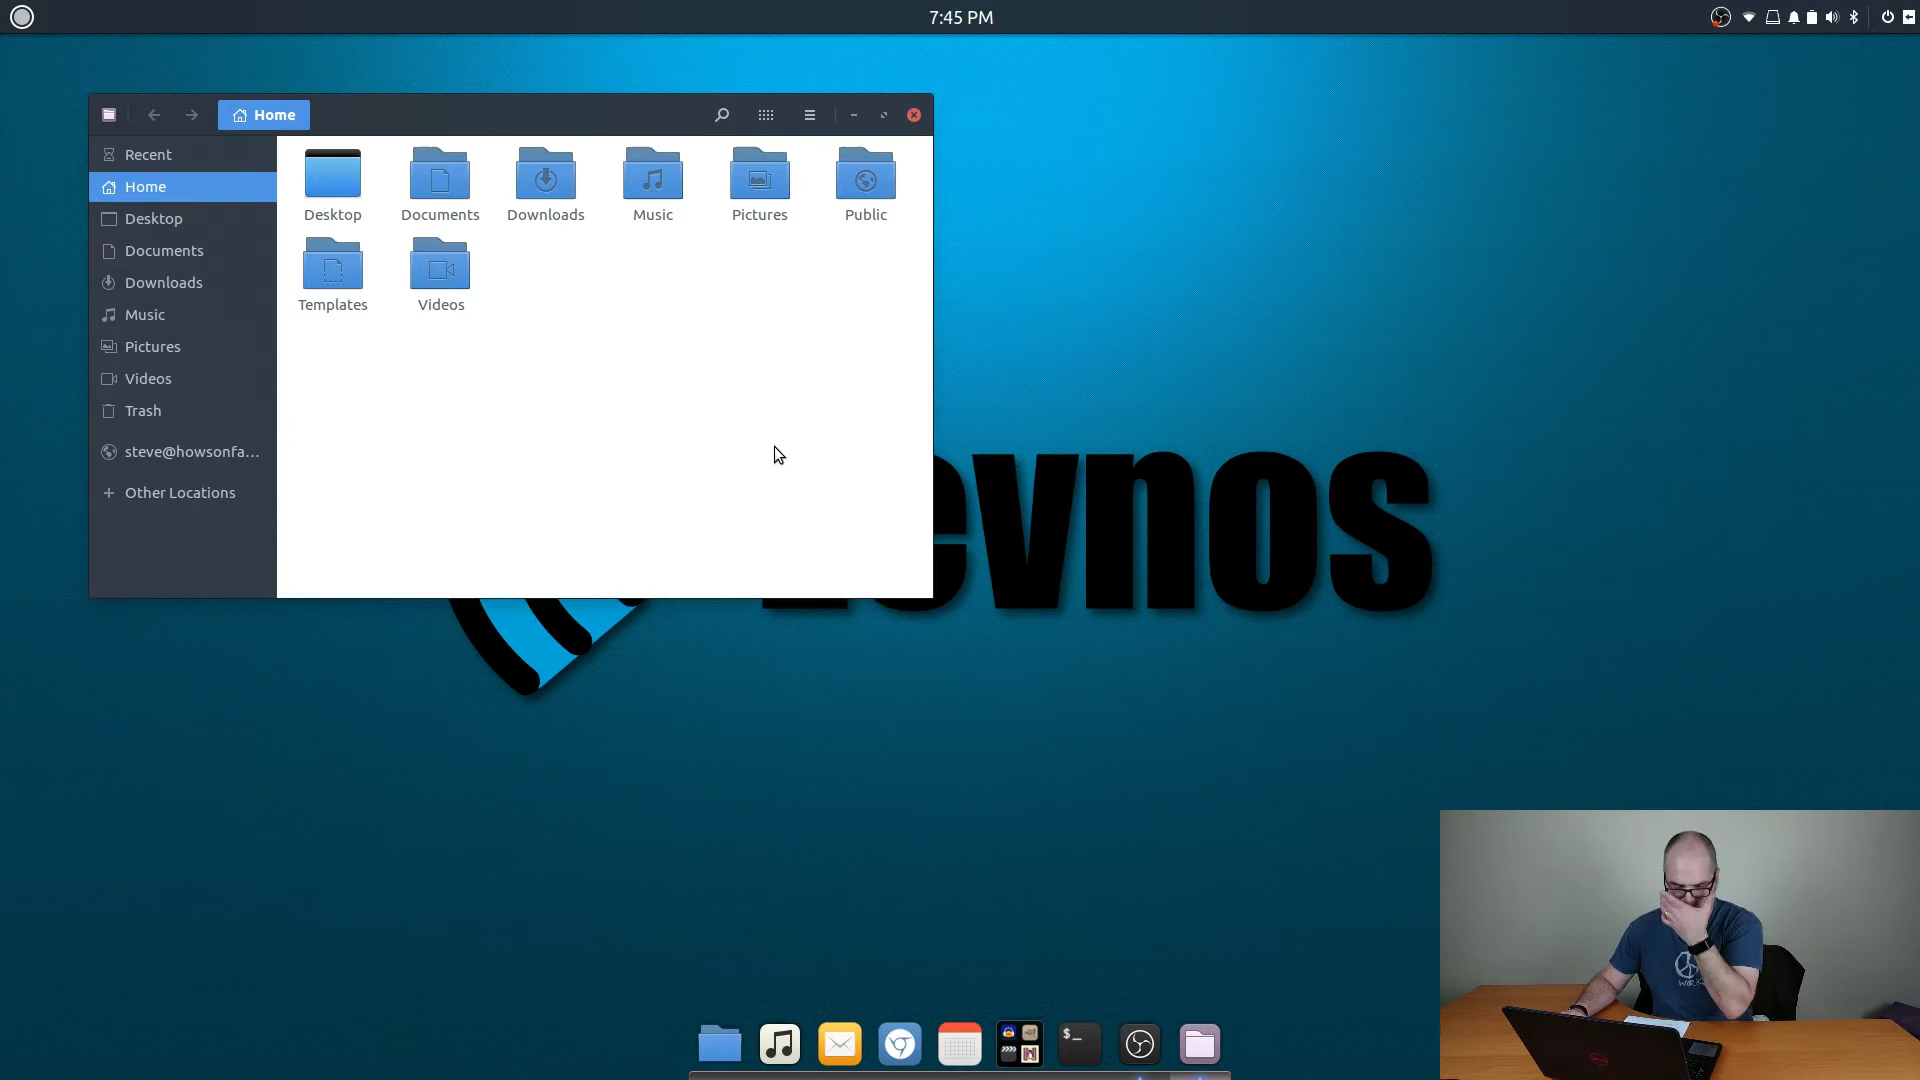 7:45 PM
Home
Recent
Home
Desktop
Documents
Downloads
Music
Pictures
Videos
Trash
steve@howsonfa...
Other Locations
Desktop
Documents
Downloads
Music
Pictures
Public
Templates
Videos
evnos
$_